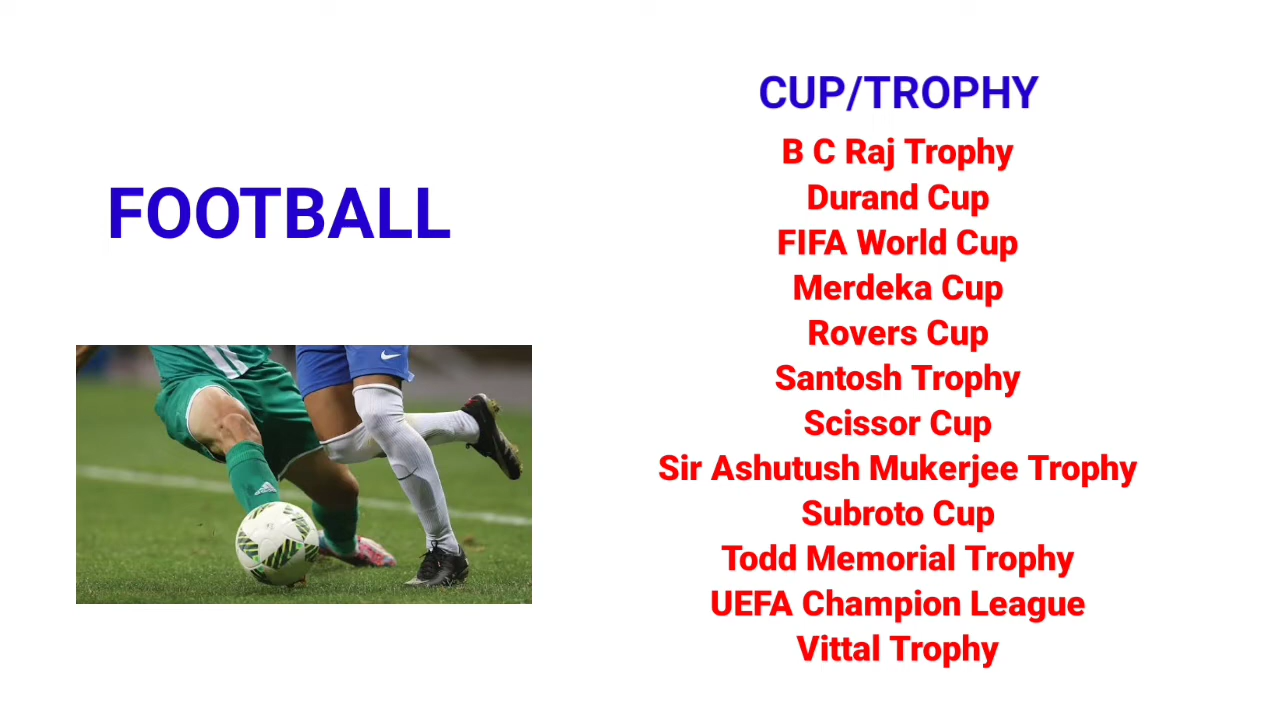 FOOTBALL
CUP/TROPHY
B C Raj Trophy
Durand Cup
FIFA World Cup
Merdeka Cup
Rovers Cup
Santosh Trophy
Scissor Cup
Sir Ashutush Mukerjee Trophy
Subroto Cup
Todd Memorial Trophy
UEFA Champion League
Vittal Trophy